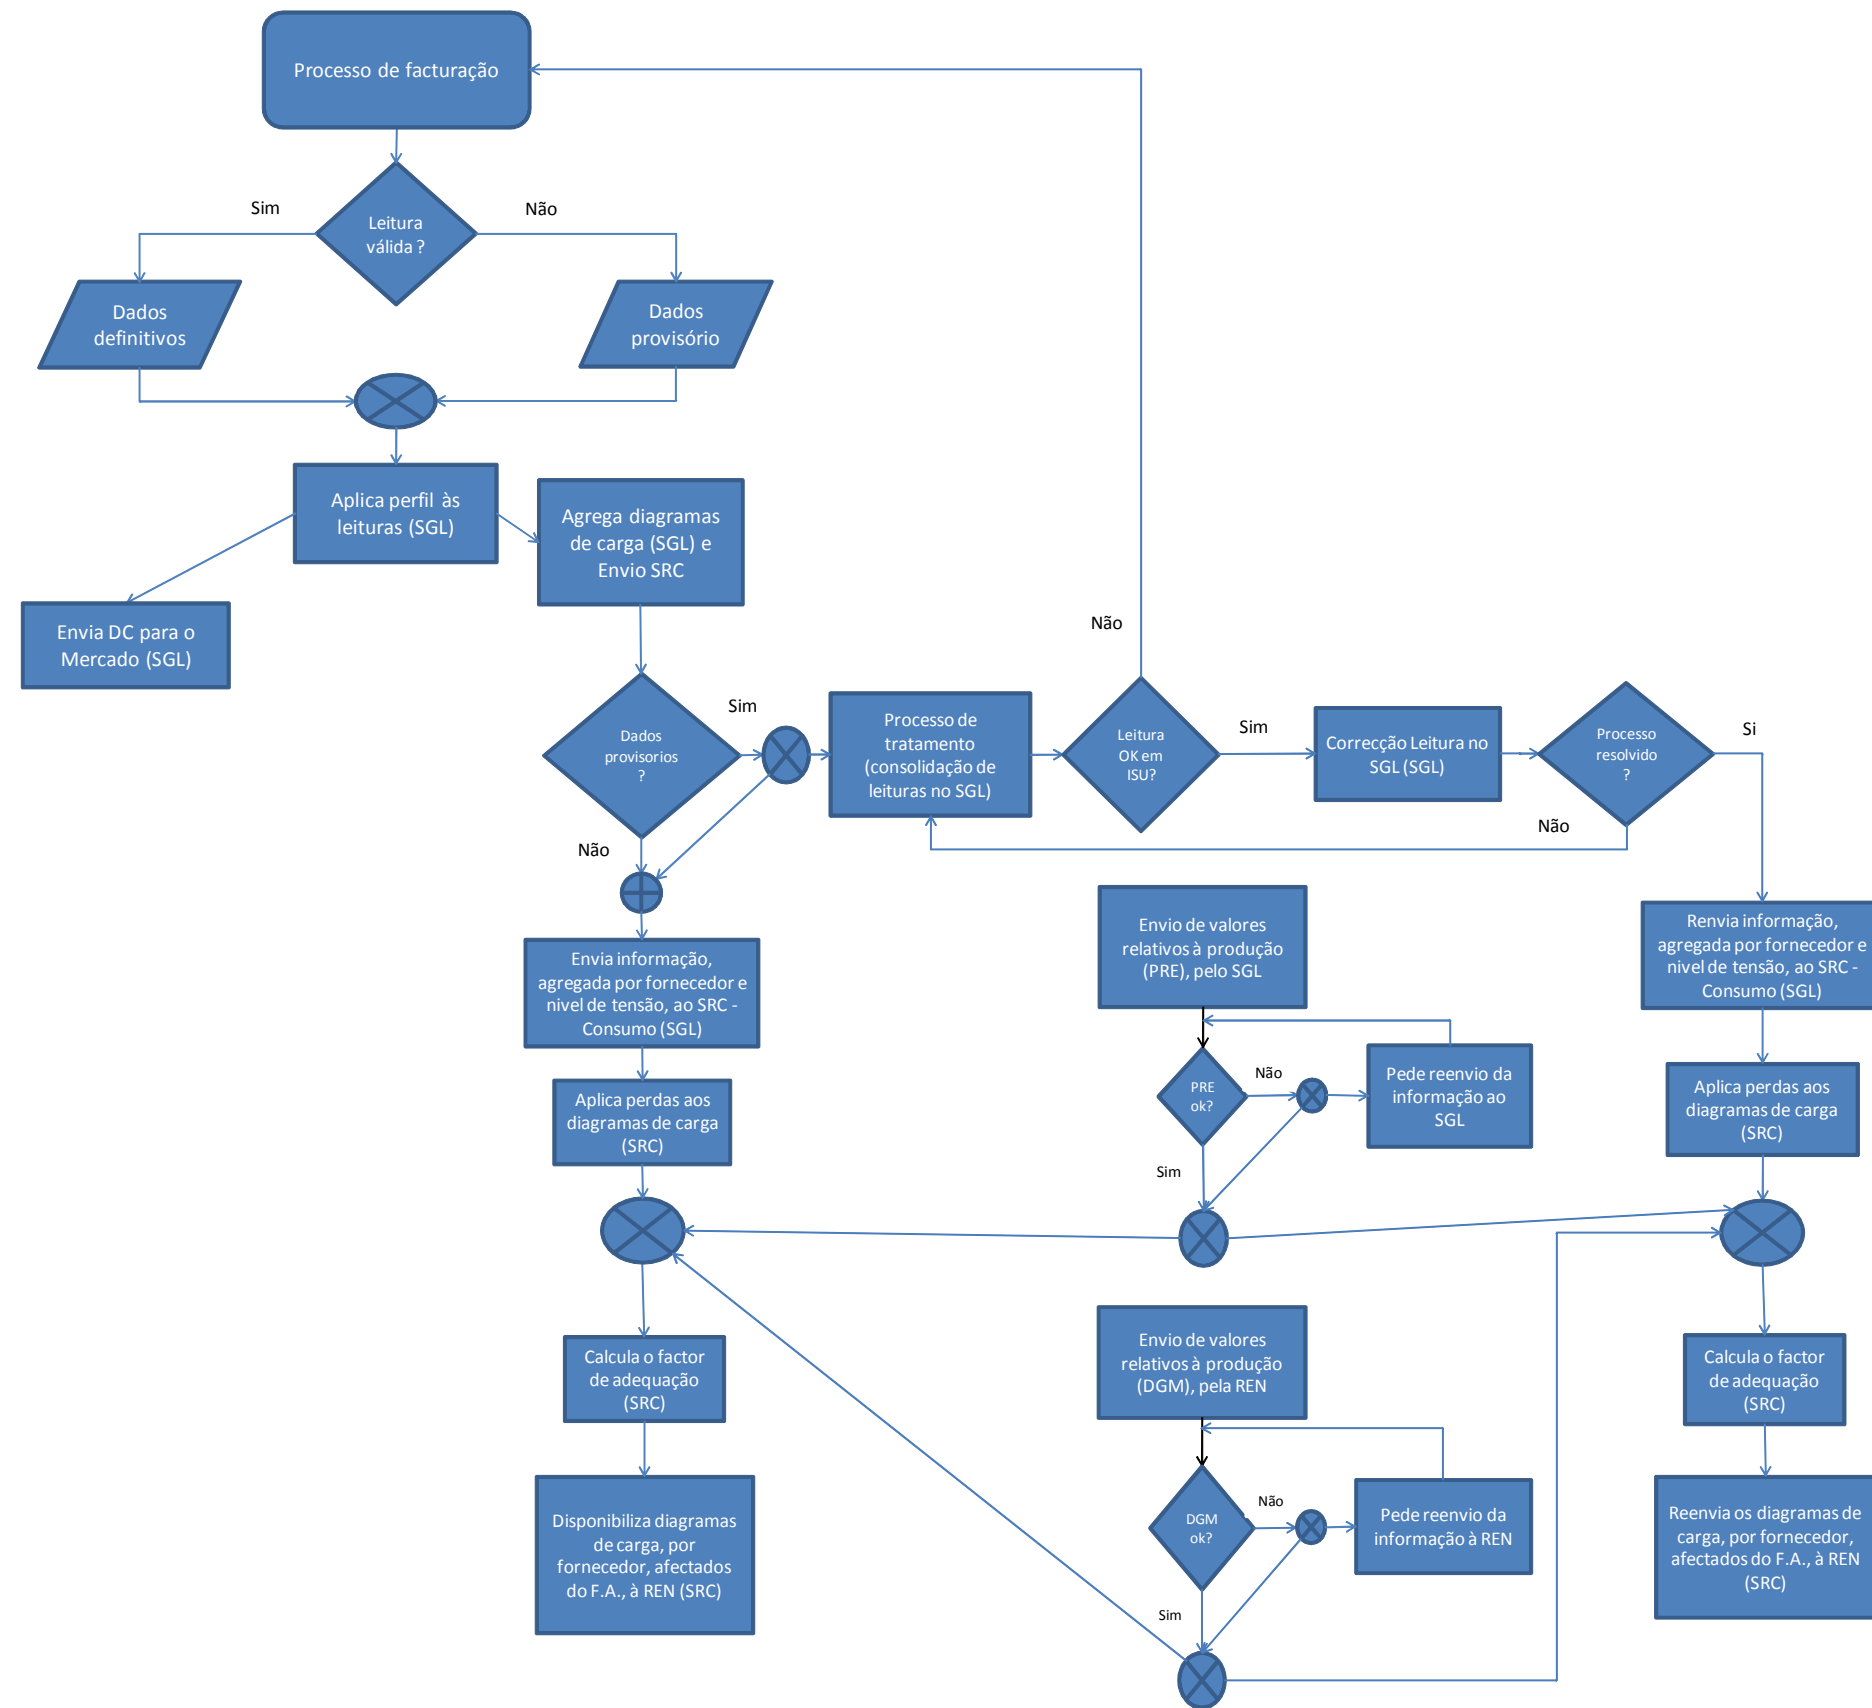 Processo de facturação
Sim
Não
Leitura
válida ?
Dados
definitivos
Dados
provisório
Aplica perfil às
leituras (SGL)
Agrega diagramas
de carga (SGL) e
Envio SRC
Envia DC para o
Mercado (SGL)
Não
Dados
provisorios
?
Sim
Processo de
tratamento
(consolidação de
leituras no SGL)
Leitura
OK em
ISU?
Sim
Correcção Leitura no
SGL (SGL)
Processo
resolvido
?
Si
Não
Não
Envia informação,
agregada por fornecedor e
nivel de tensão, ao SRC -
Consumo (SGL)
Envio de valores
relativos à produção
(PRE), pelo SGL
Renvia informação,
agregada por fornecedor e
nivel de tensão, ao SRC -
Consumo (SGL)
Aplica perdas aos
diagramas de carga
(SRC)
PRE
ok?
Não
Pede reenvio da
informação ao
SGL
Sim
Aplica perdas aos
diagramas de carga
(SRC)
Envio de valores
relativos à produção
(DGM), pela REN
Calcula o factor
de adequação
(SRC)
Calcula o factor
de adequação
(SRC)
Disponibiliza diagramas
de carga, por
fornecedor, afectados
do F.A., à REN (SRC)
DGM
ok?
Não
Pede reenvio da
informação à REN
Sim
Reenvia os diagramas de
carga, por fornecedor,
afectados do F.A., à REN
(SRC)